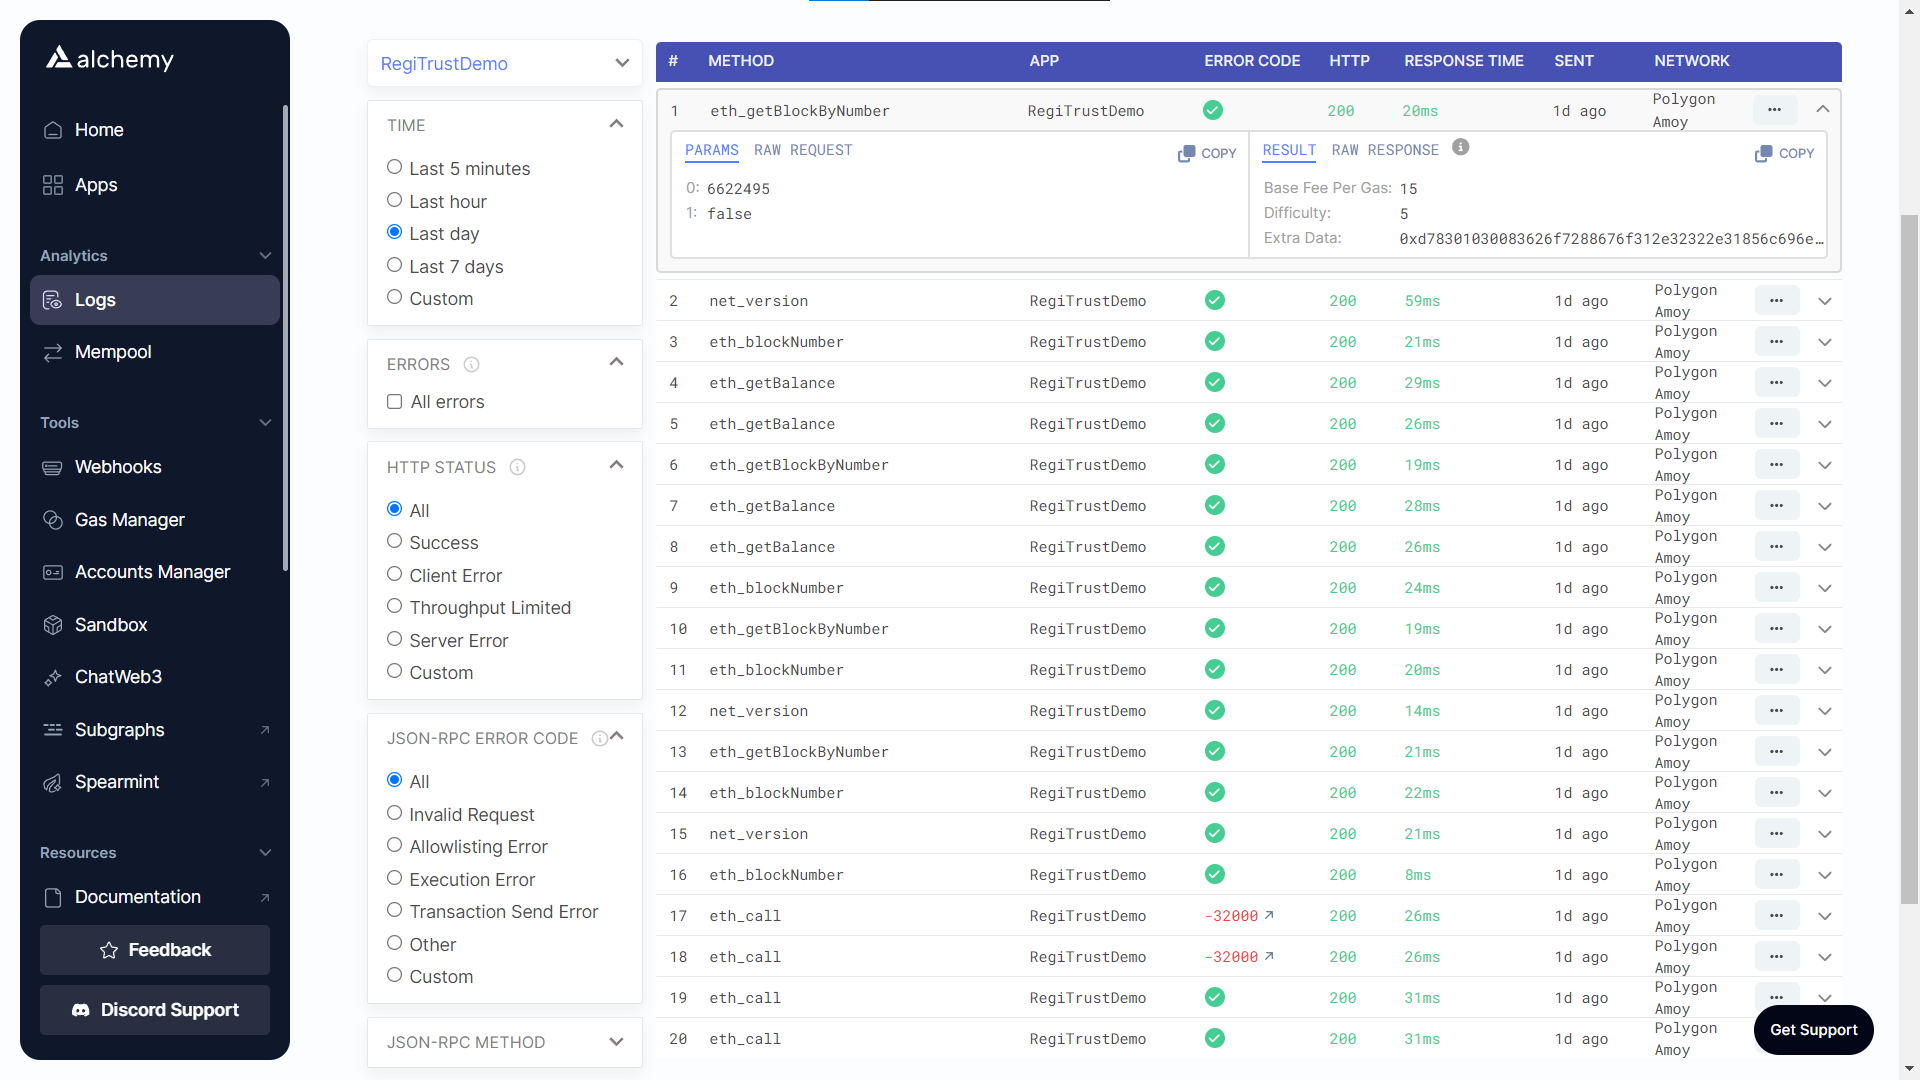 alchemy
Home
Apps
Analytics
Logs
Mempool
Tools
Webhooks
Gas Manager
Accounts Manager
Sandbox
ChatWeb3
Subgraphs
Spearmint
Resources
Documentation
Feedback
Discord Support
RegiTrustDemo
TIME
Last 5 minutes
Last hour
Last day
Last 7 days
Custom
ERRORS
All errors
HTTP STATUS
All
Success
Client Error
Throughput Limited
Server Error
Custom
JSON-RPC ERROR CODE
All
Invalid Request
Allowlisting Error
Execution Error
Transaction Send Error
Other
Custom
JSON-RPC METHOD
# METHOD APP ERROR CODE HTTP RESPONSE TIME SENT NETWORK
1 eth_getBlockByNumber RegiTrustDemo 200 20ms 1d ago Polygon Amoy
PARAMS RAW REQUEST COPY
0: 6622495
1: false
RESULT RAW RESPONSE COPY
Base Fee Per Gas: 15
Difficulty: 5
Extra Data: 0xd78301030083626f7288676f312e32322e31856c696e…
2 net_version RegiTrustDemo 200 59ms 1d ago Polygon Amoy
3 eth_blockNumber RegiTrustDemo 200 21ms 1d ago Polygon Amoy
4 eth_getBalance RegiTrustDemo 200 29ms 1d ago Polygon Amoy
5 eth_getBalance RegiTrustDemo 200 26ms 1d ago Polygon Amoy
6 eth_getBlockByNumber RegiTrustDemo 200 19ms 1d ago Polygon Amoy
7 eth_getBalance RegiTrustDemo 200 28ms 1d ago Polygon Amoy
8 eth_getBalance RegiTrustDemo 200 26ms 1d ago Polygon Amoy
9 eth_blockNumber RegiTrustDemo 200 24ms 1d ago Polygon Amoy
10 eth_getBlockByNumber RegiTrustDemo 200 19ms 1d ago Polygon Amoy
11 eth_blockNumber RegiTrustDemo 200 20ms 1d ago Polygon Amoy
12 net_version RegiTrustDemo 200 14ms 1d ago Polygon Amoy
13 eth_getBlockByNumber RegiTrustDemo 200 21ms 1d ago Polygon Amoy
14 eth_blockNumber RegiTrustDemo 200 22ms 1d ago Polygon Amoy
15 net_version RegiTrustDemo 200 21ms 1d ago Polygon Amoy
16 eth_blockNumber RegiTrustDemo 200 8ms 1d ago Polygon Amoy
17 eth_call RegiTrustDemo -32000 200 26ms 1d ago Polygon Amoy
18 eth_call RegiTrustDemo -32000 200 26ms 1d ago Polygon Amoy
19 eth_call RegiTrustDemo 200 31ms 1d ago Polygon Amoy
20 eth_call RegiTrustDemo 200 31ms 1d ago Polygon Amoy
Get Support